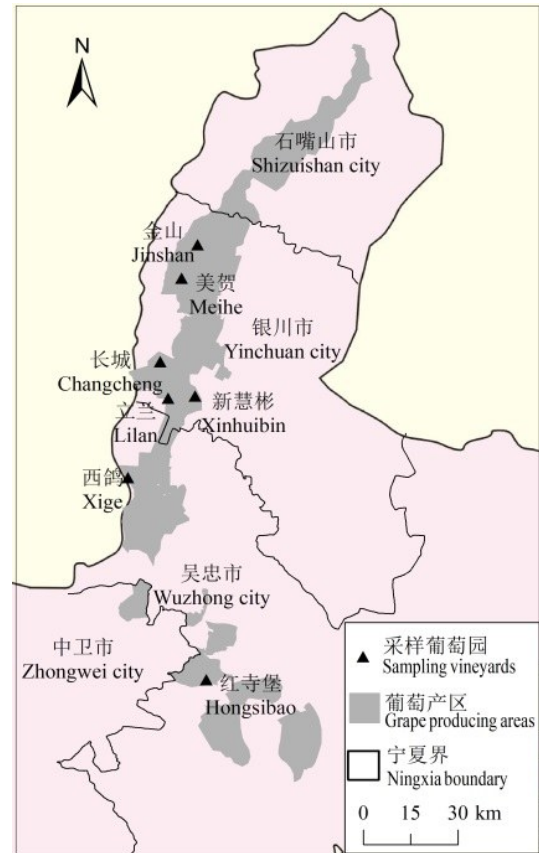 N
石嘴山市
Shizuishan city
金山
Jinshan
美贺
Meihe
银川市
Yinchuan city
长城
Changcheng
立兰
Lilan
新慧彬
Xinhuibin
西鸽
Xige
吴忠市
Wuzhong city
中卫市
Zhongwei city
红寺堡
Hongsibao
采样葡萄园
Sampling vineyards
葡萄产区
Grape producing areas
宁夏界
Ningxia boundary
0 15 30 km